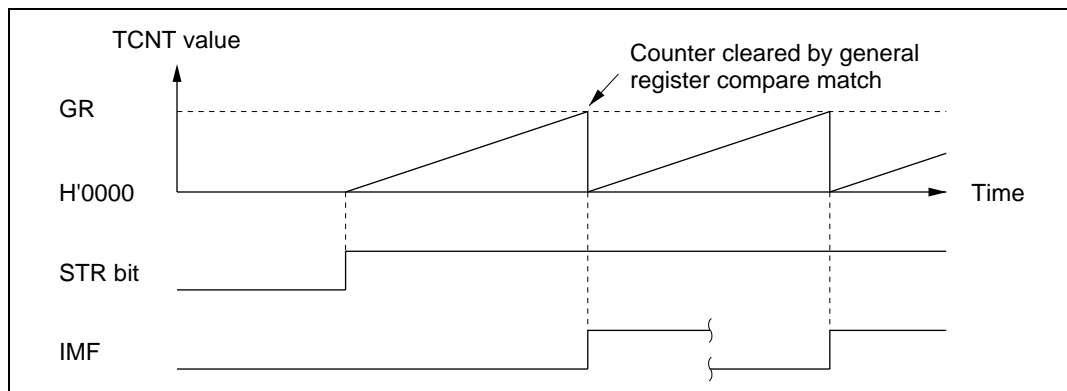 TCNT value
Counter cleared by general
register compare match
GR
H'0000
Time
STR bit
IMF